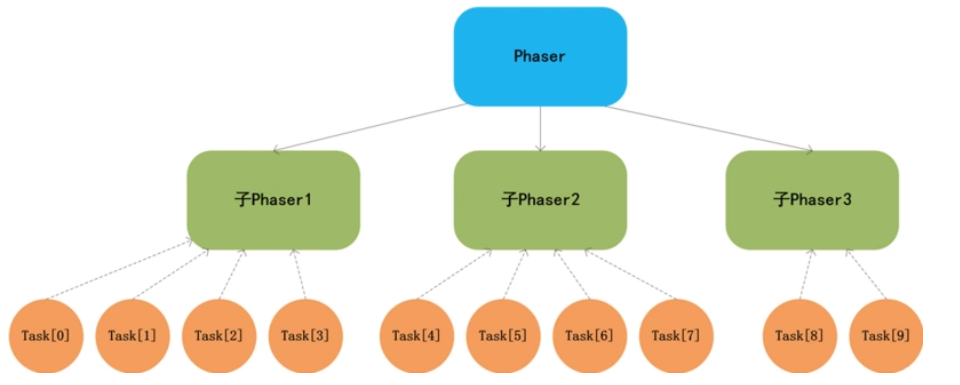 Phaser
子Phaser1
子Phaser2
子Phaser3
Task[0]
Task[1]
Task[2]
Task[3]
Task[4]
Task[5]
Task[6]
Task[7]
Task[8]
Task[9]